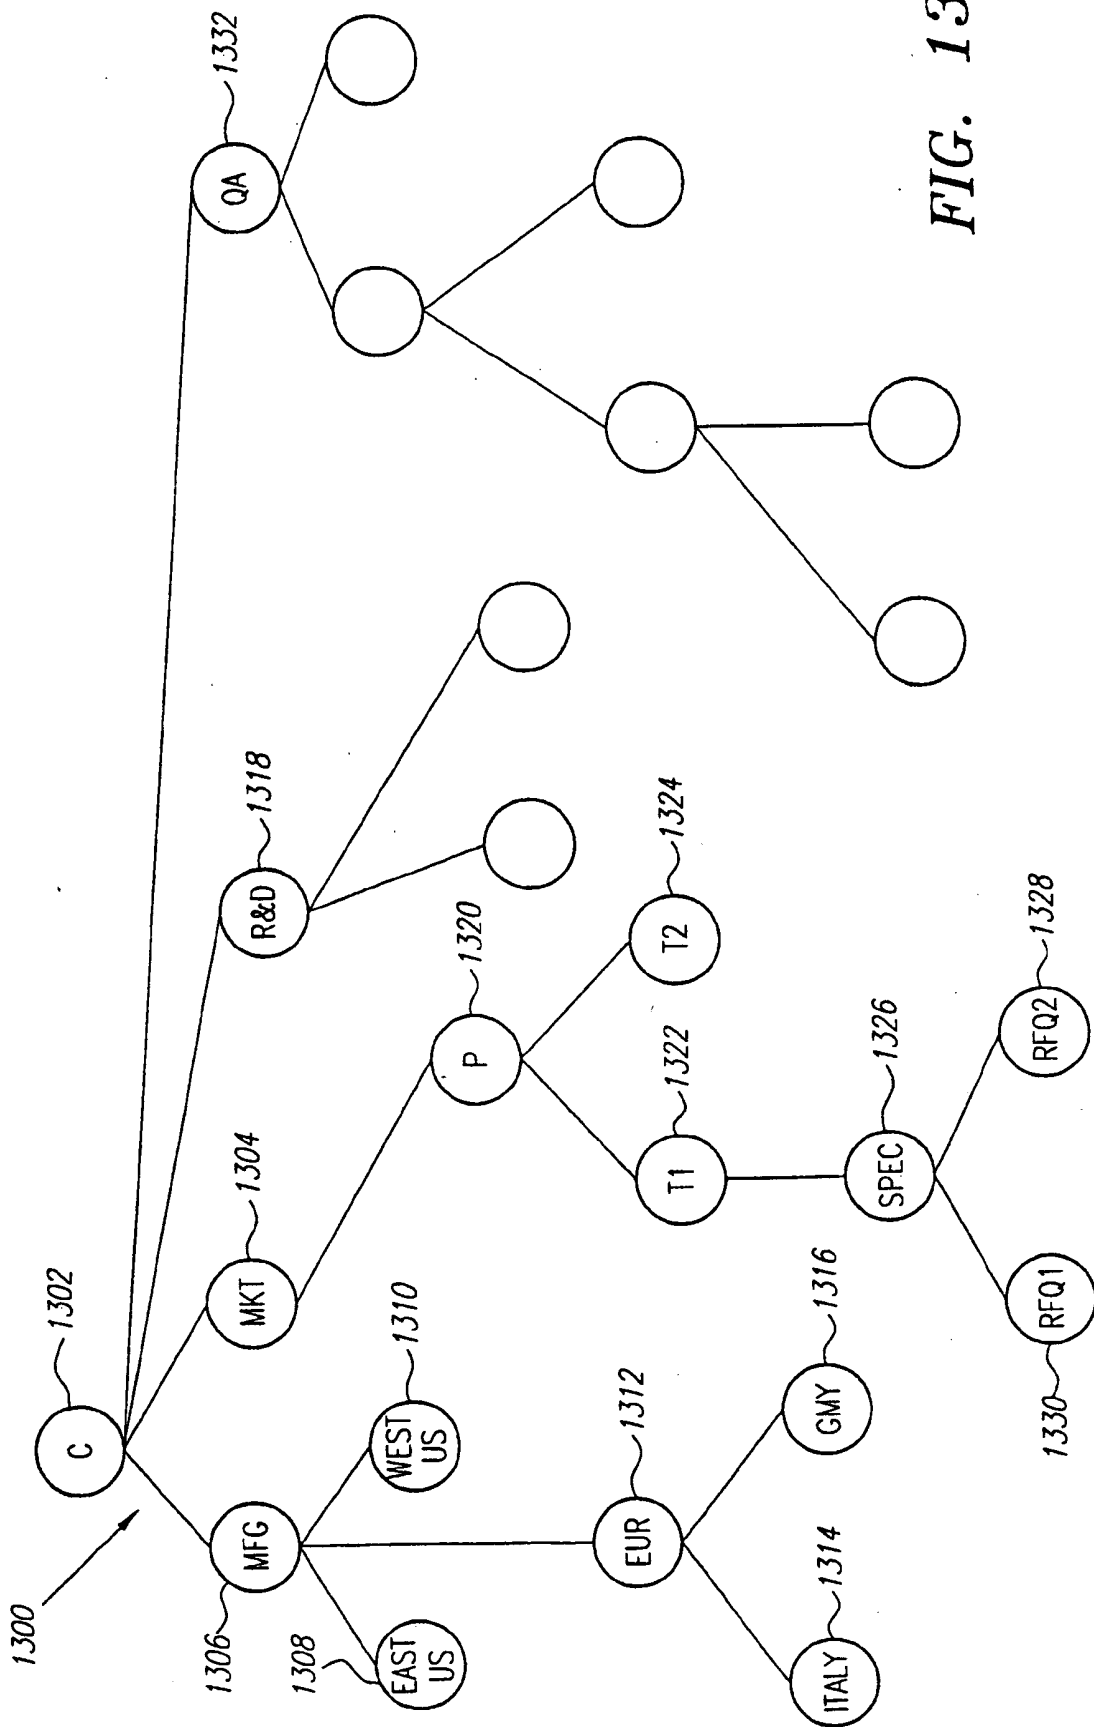 1300
C
1302
MFG
1306
MKT
1304
R&D
1318
QA
1332
EAST
US
1308
WEST
US
1310
P
1320
EUR
1312
T1
1322
T2
1324
ITALY
1314
GMY
1316
SPEC
1326
RFQ1
1330
RFQ2
1328
FIG. 13